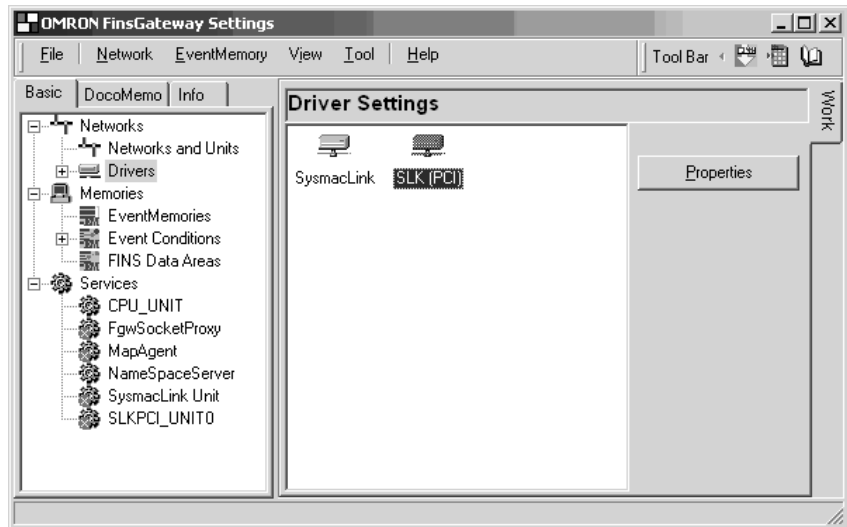 OMRON FinsGateway Settings
File Network EventMemory View Tool Help Tool Bar
Basic DocoMemo Info
Networks
Networks and Units
Drivers
Memories
EventMemories
Event Conditions
FINS Data Areas
Services
CPU_UNIT
FgwSocketProxy
MapAgent
NameSpaceServer
SysmacLink Unit
SLKPCI_UNIT0
Driver Settings
SysmacLink SLK (PCI)
Properties
Work